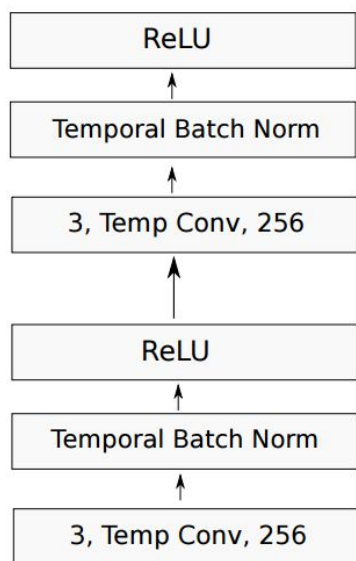 ReLU
Temporal Batch Norm
3, Temp Conv, 256
ReLU
Temporal Batch Norm
3, Temp Conv, 256